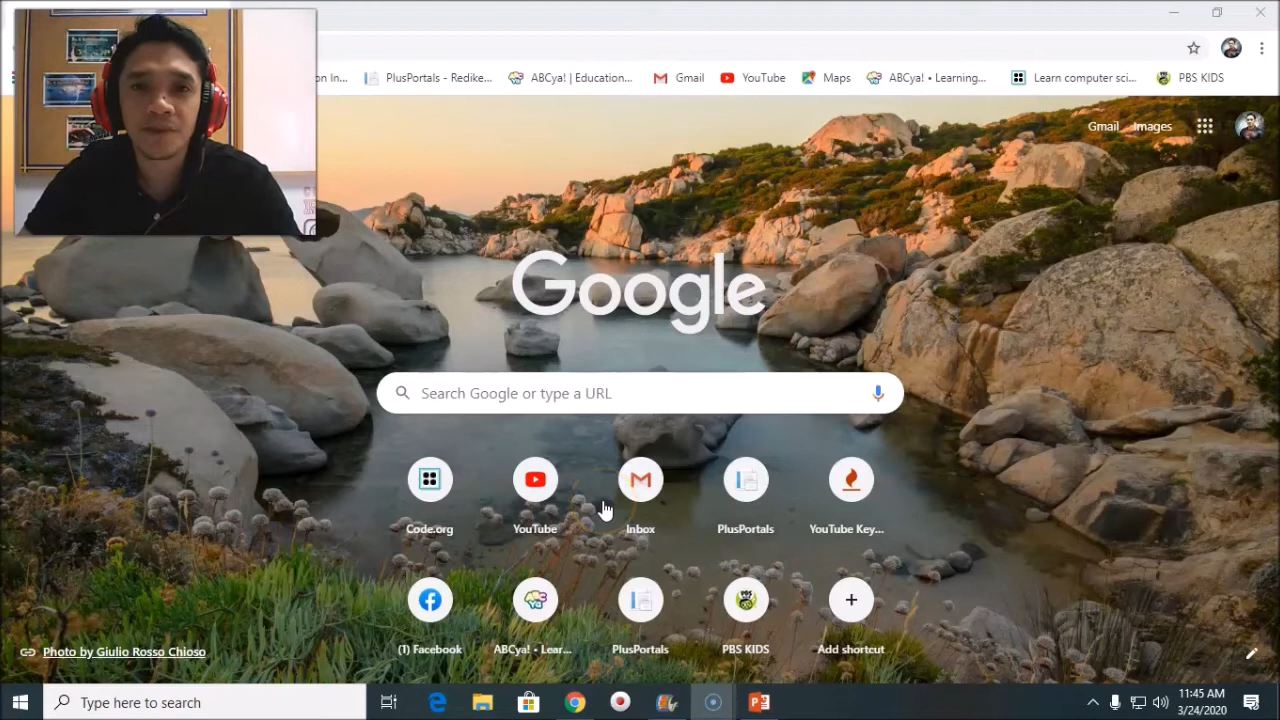 on In...
PlusPortals - Redike...
ABCya! | Education...
Gmail
YouTube
Maps
ABCya! • Learning...
Learn computer sci...
PBS KIDS
Gmail
Images
Google
Search Google or type a URL
Code.org
YouTube
Inbox
PlusPortals
YouTube Key...
(1) Facebook
ABCya! • Lear...
PlusPortals
PBS KIDS
Add shortcut
Photo by Giulio Rosso Chioso
Type here to search
11:45 AM
3/24/2020